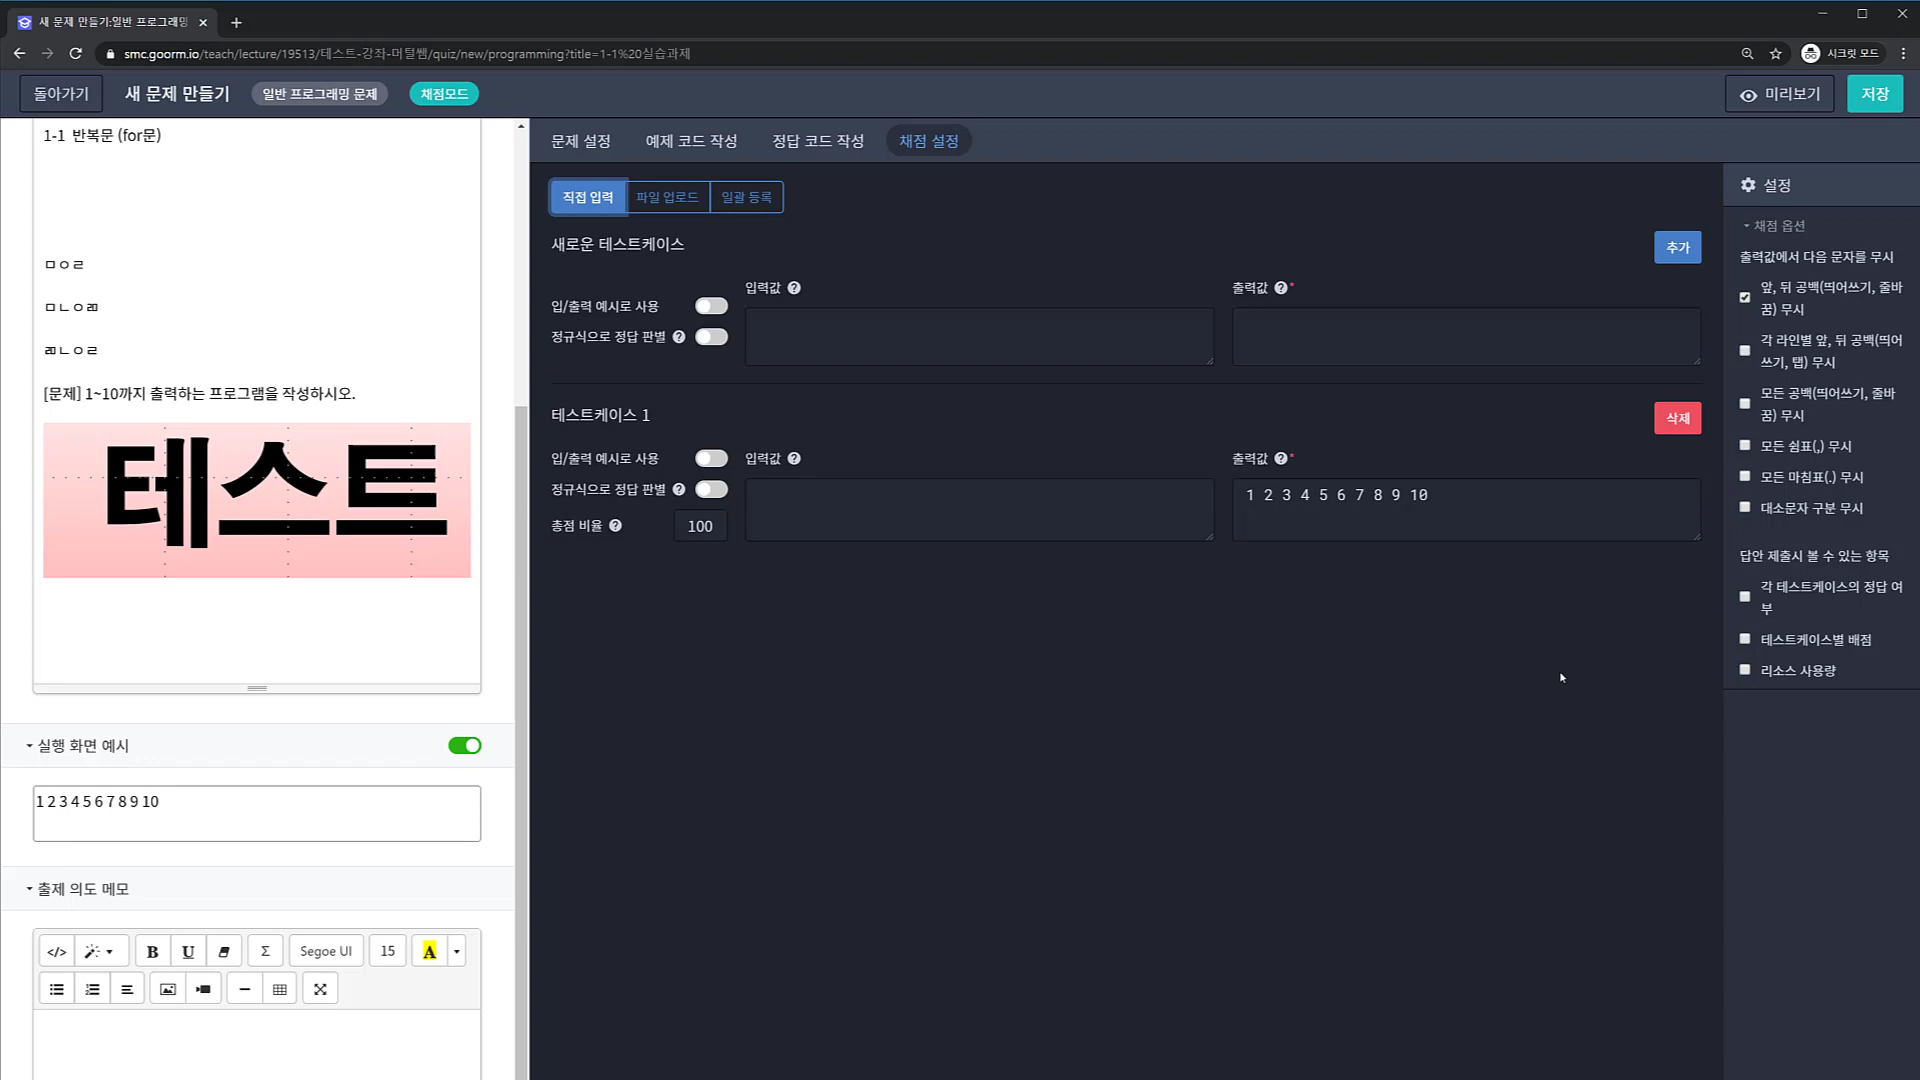 새 문제 만들기:일반 프로그래밍
smc.goorm.io/teach/lecture/19513/테스트-강좌-머털쌤/quiz/new/programming?title=1-1%20실습과제
시크릿 모드
돌아가기
새 문제 만들기
일반 프로그래밍 문제
채점모드
미리보기
저장
1-1 반복문 (for문)
ㅁㅇㄹ
ㅁㄴㅇㄻ
ㄻㄴㅇㄹ
[문제] 1~10까지 출력하는 프로그램을 작성하시오.
테스트
실행 화면 예시
1 2 3 4 5 6 7 8 9 10
출제 의도 메모
B U Σ Segoe UI 15 A
문제 설정
예제 코드 작성
정답 코드 작성
채점 설정
직접 입력
파일 업로드
일괄 등록
새로운 테스트케이스
추가
입/출력 예시로 사용
정규식으로 정답 판별
입력값
출력값 *
테스트케이스 1
삭제
입/출력 예시로 사용
정규식으로 정답 판별
총점 비율 100
입력값
출력값 *
1 2 3 4 5 6 7 8 9 10
설정
채점 옵션
출력값에서 다음 문자를 무시
앞, 뒤 공백(띄어쓰기, 줄바
꿈) 무시
각 라인별 앞, 뒤 공백(띄어
쓰기, 탭) 무시
모든 공백(띄어쓰기, 줄바
꿈) 무시
모든 쉼표(,) 무시
모든 마침표(.) 무시
대소문자 구분 무시
답안 제출시 볼 수 있는 항목
각 테스트케이스의 정답 여
부
테스트케이스별 배점
리소스 사용량